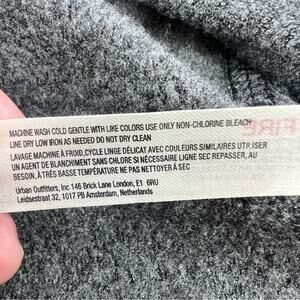 MACHINE WASH COLD GENTLE WITH LIKE COLORS USE ONLY NON-CHLORINE BLEACH
LINE DRY LOW IRON AS NEEDED DO NOT DRY CLEAN
LAVAGE MACHINE À FROID,CYCLE LINGE DÉLICAT AVEC COULEURS SIMILAIRES UTILISER
UN AGENT DE BLANCHIMENT SANS CHLORE SI NÉCESSAIRE LIGNE SEC REPASSER, AU
BESOIN, À TRÈS BASSE TEMPÉRATURE NE PAS NETTOYER À SEC
Urban Outfitters, Inc 146 Brick Lane London, E1 6RU
Leidsestraat 32, 1017 PB Amsterdam, Netherlands